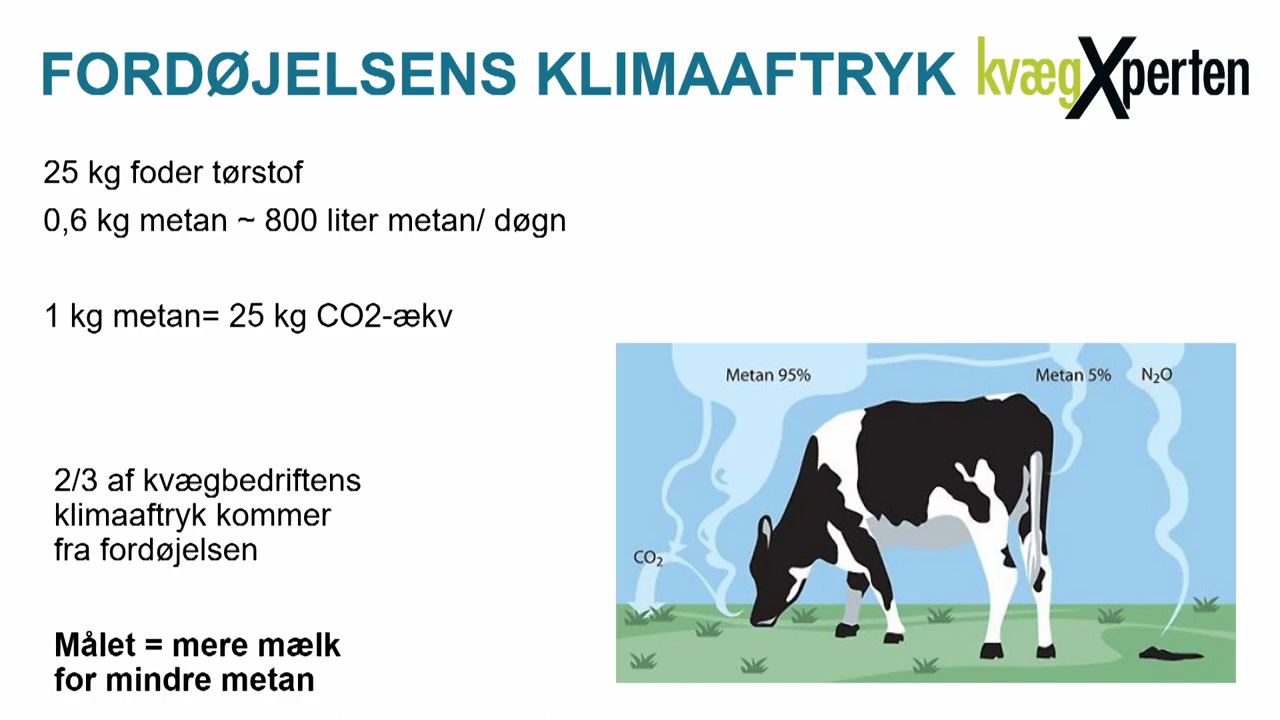 FORDØJELSENS KLIMAAFTRYK
kvægXperten
25 kg foder tørstof
0,6 kg metan ~ 800 liter metan/ døgn
1 kg metan= 25 kg CO2-ækv
Metan 95%
Metan 5%
N₂O
CO₂
2/3 af kvægbedriftens
klimaaftryk kommer
fra fordøjelsen
Målet = mere mælk
for mindre metan